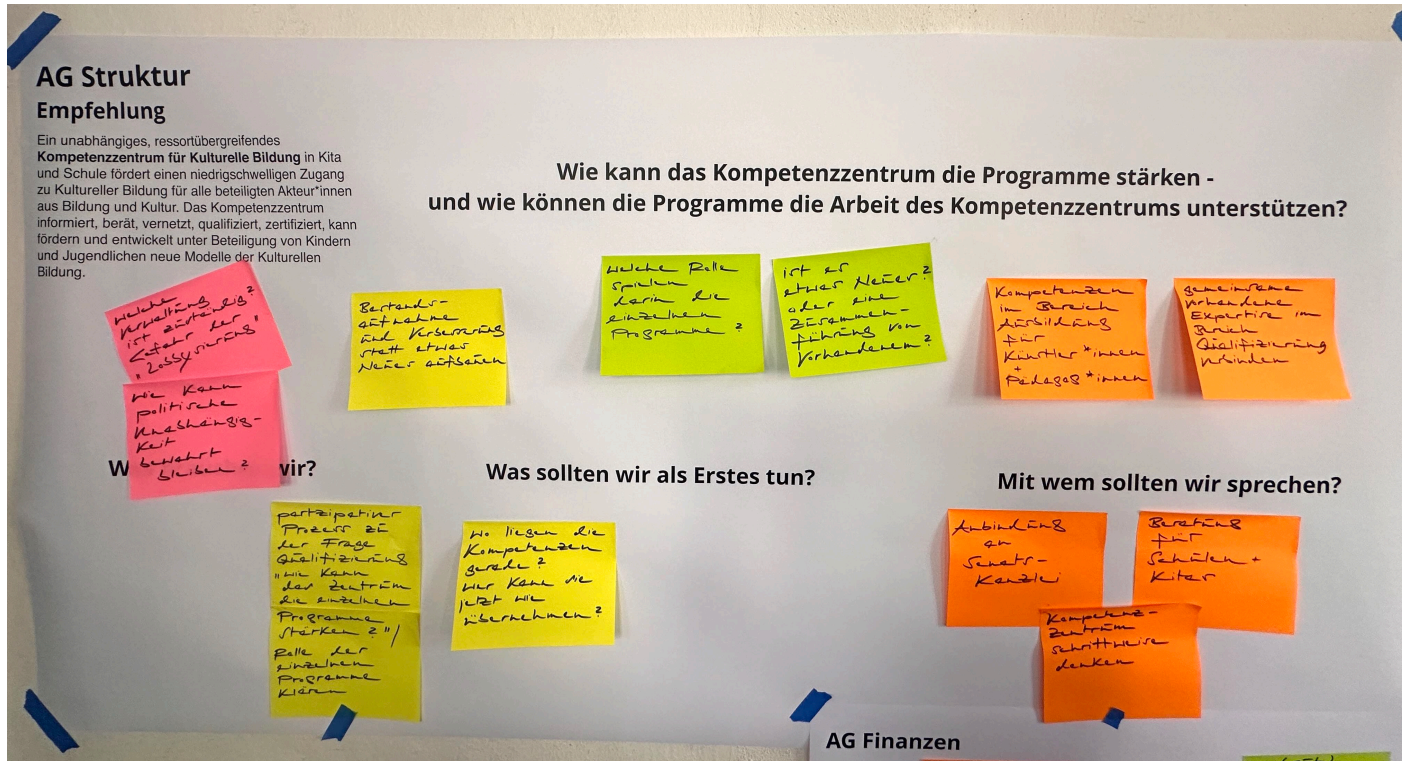 AG Struktur
Empfehlung
Ein unabhängiges, ressortübergreifendes
Kompetenzzentrum für Kulturelle Bildung in Kita
und Schule fördert einen niedrigschwelligen Zugang
zu Kultureller Bildung für alle beteiligten Akteur*innen
aus Bildung und Kultur. Das Kompetenzzentrum
informiert, berät, vernetzt, qualifiziert, zertifiziert, kann
fördern und entwickelt unter Beteiligung von Kindern
und Jugendlichen neue Modelle der Kulturellen
Bildung.
Wie kann das Kompetenzzentrum die Programme stärken -
und wie können die Programme die Arbeit des Kompetenzzentrums unterstützen?
welche
Verwaltung
ist zuständig?
Gefahr der
"Lobbysierung"
wie kann
politische
Unabhängig-
keit
bewahrt
bleiben?
Bestands-
aufnahme
und Verbesserung
statt etwas
Neues aufbauen
welche Rolle
spielen
darin die
einzelnen
Programme?
ist es
etwas Neues?
oder eine
Zusammen-
führung von
Vorhandenem?
Kompetenzen
im Bereich
Ausbildung
für
Künstler*innen
+
Pädagog*innen
gemeinsame
vorhandene
Expertise im
Bereich
Qualifizierung
verbinden
W
wir?
Was sollten wir als Erstes tun?
Mit wem sollten wir sprechen?
partizipativer
Prozess zu
der Frage
Qualifizierung
"wie kann
das Zentrum
die einzelnen
Programme
stärken?"/
Rolle der
einzelnen
Programme
klären
wo liegen die
Kompetenzen
gerade?
wer kann sie
jetzt wie
übernehmen?
Anbindung
an
Senats-
kanzlei
Beratung
für
Schulen +
Kitas
Kompetenz-
zentrum
schrittweise
denken
AG Finanzen